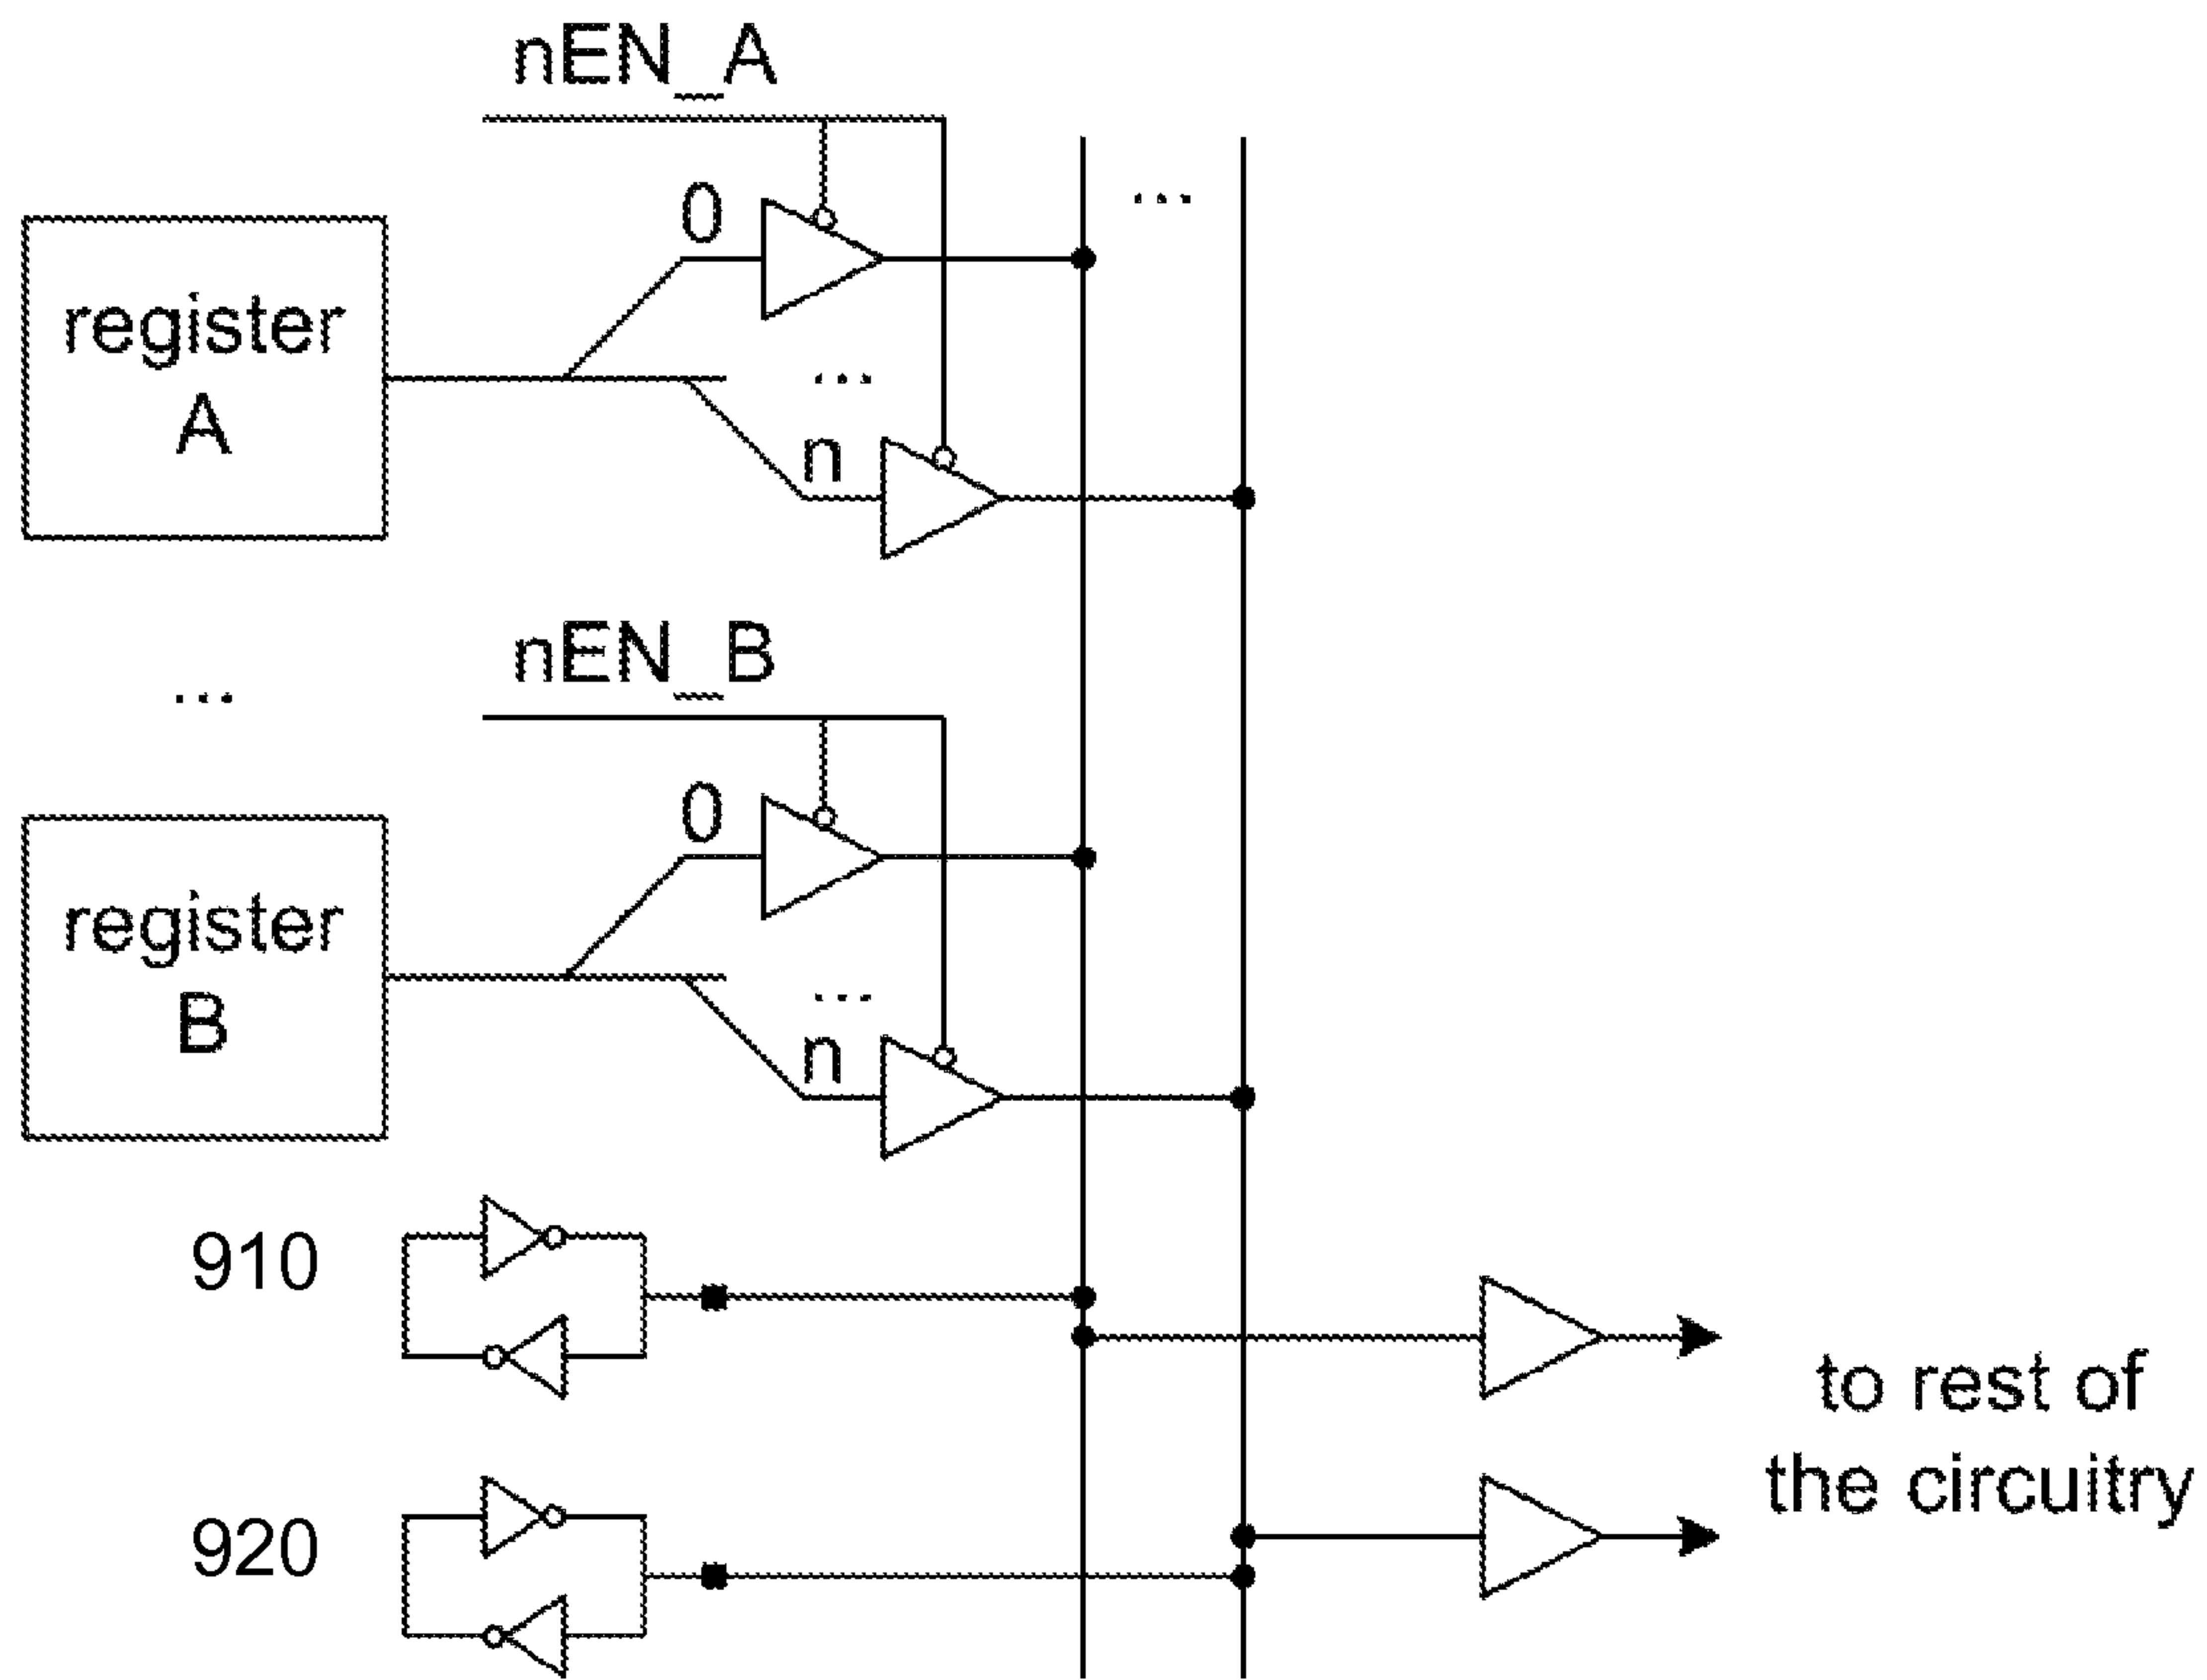 nEN_A
...
0
register
A
...
n
nEN_B
...
0
register
B
...
n
910
to rest of
the circuitry
920